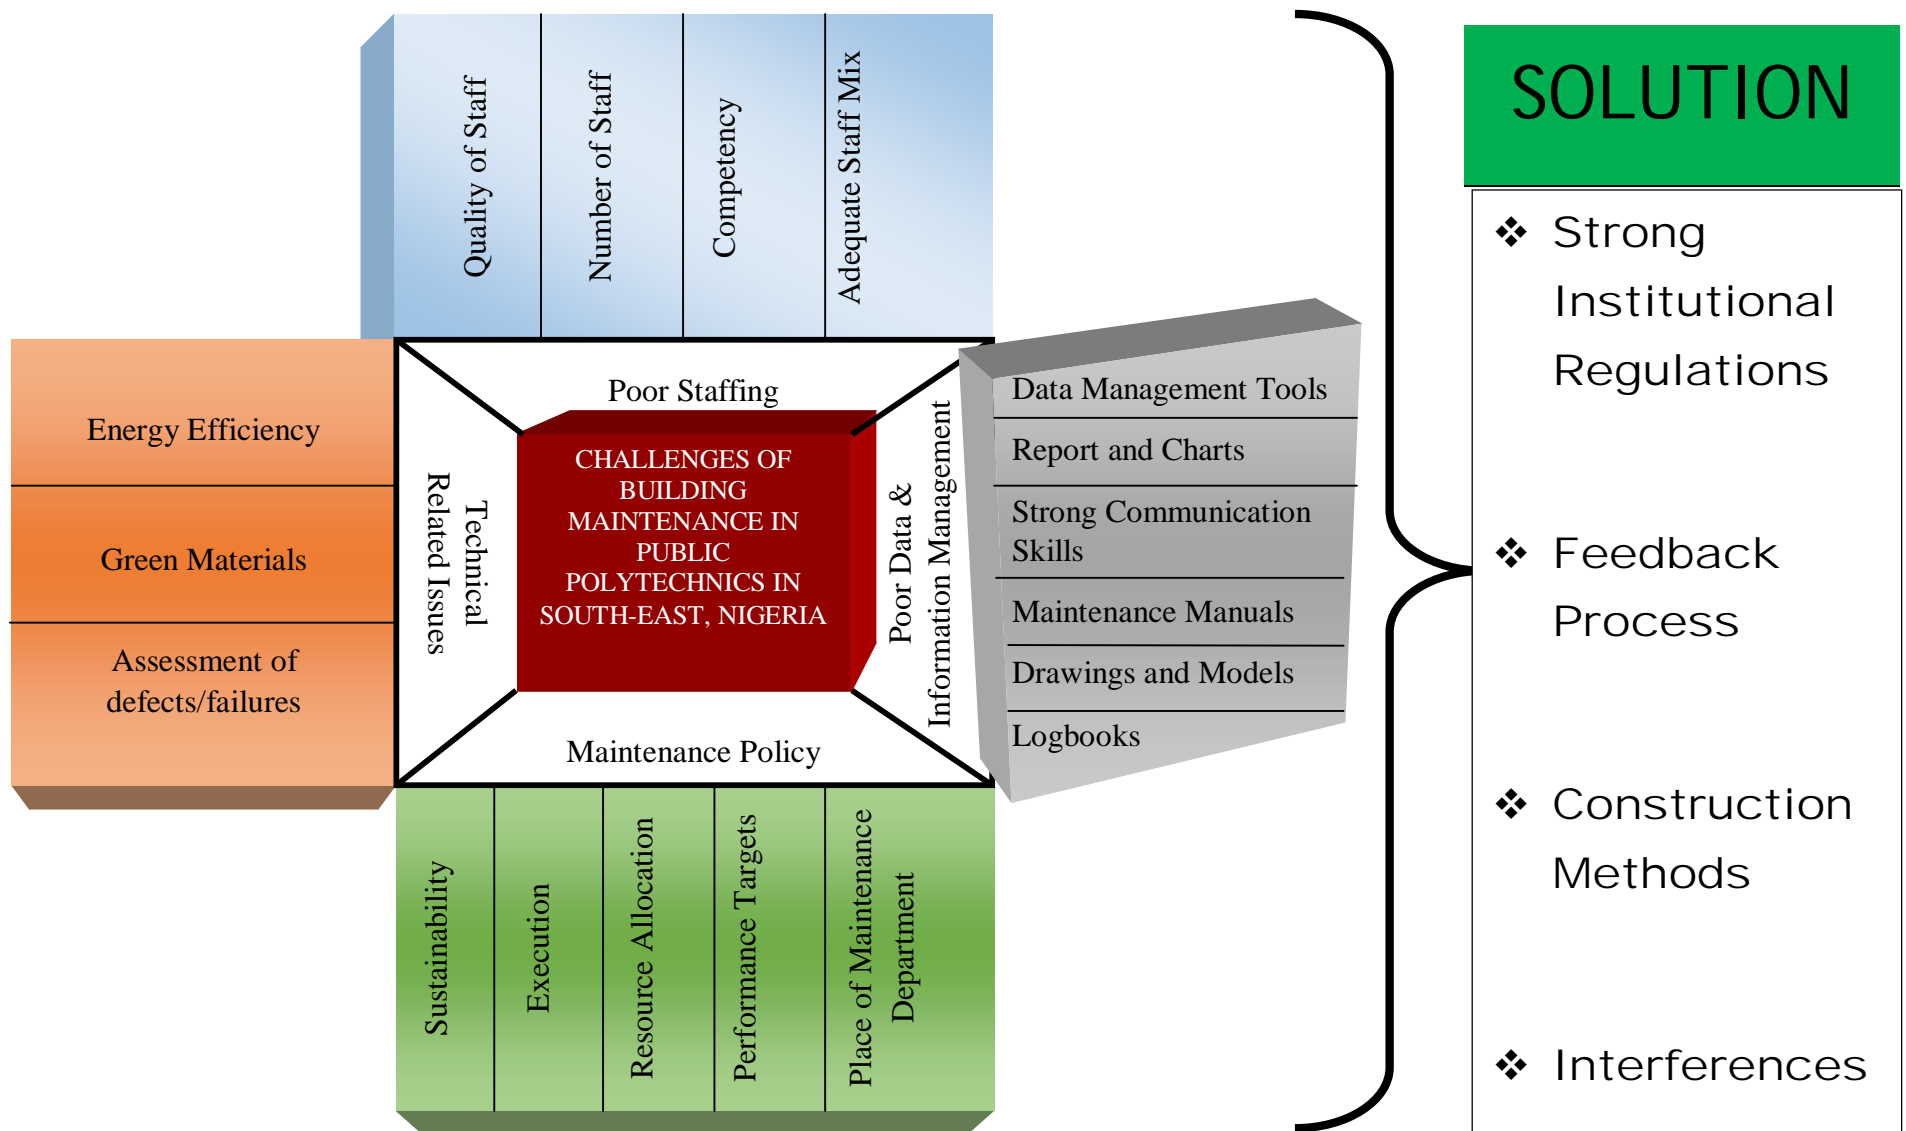 Quality of Staff
Number of Staff
Competency
Adequate Staff Mix
Energy Efficiency
Green Materials
Assessment of
defects/failures
Poor Staffing
Technical
Related Issues
CHALLENGES OF
BUILDING
MAINTENANCE IN
PUBLIC
POLYTECHNICS IN
SOUTH-EAST, NIGERIA
Poor Data &
Information Management
Maintenance Policy
Data Management Tools
Report and Charts
Strong Communication
Skills
Maintenance Manuals
Drawings and Models
Logbooks
Sustainability
Execution
Resource Allocation
Performance Targets
Place of Maintenance
Department
SOLUTION
❖ Strong
Institutional
Regulations
❖ Feedback
Process
❖ Construction
Methods
❖ Interferences